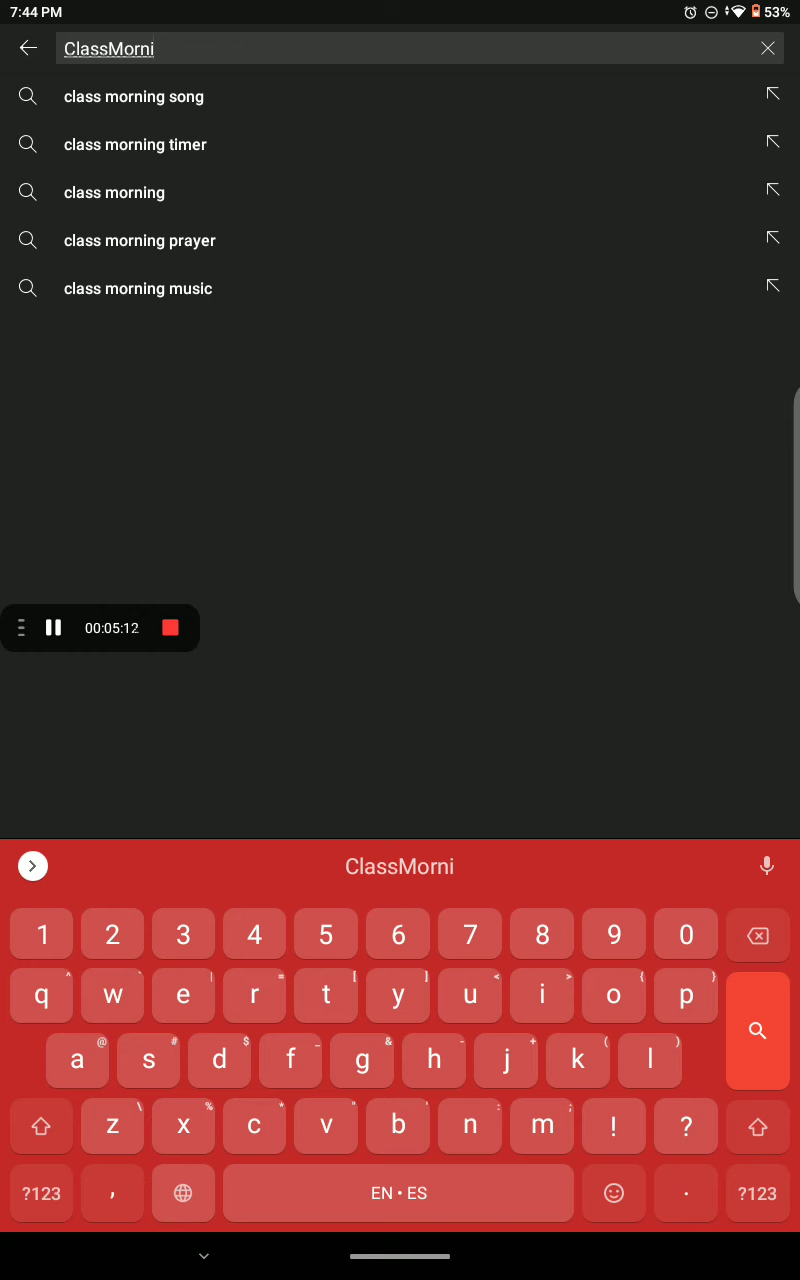 7:44 PM 53%
ClassMorni
class morning song
class morning timer
class morning
class morning prayer
class morning music
00:05:12
ClassMorni
1 2 3 4 5 6 7 8 9 0
^ ` | = [ ] < > { }
q w e r t y u i o p
@ # $ _ & - + ( )
a s d f g h j k l
\ % * " ' : ;
z x c v b n m ! ?
?123 , EN • ES . ?123